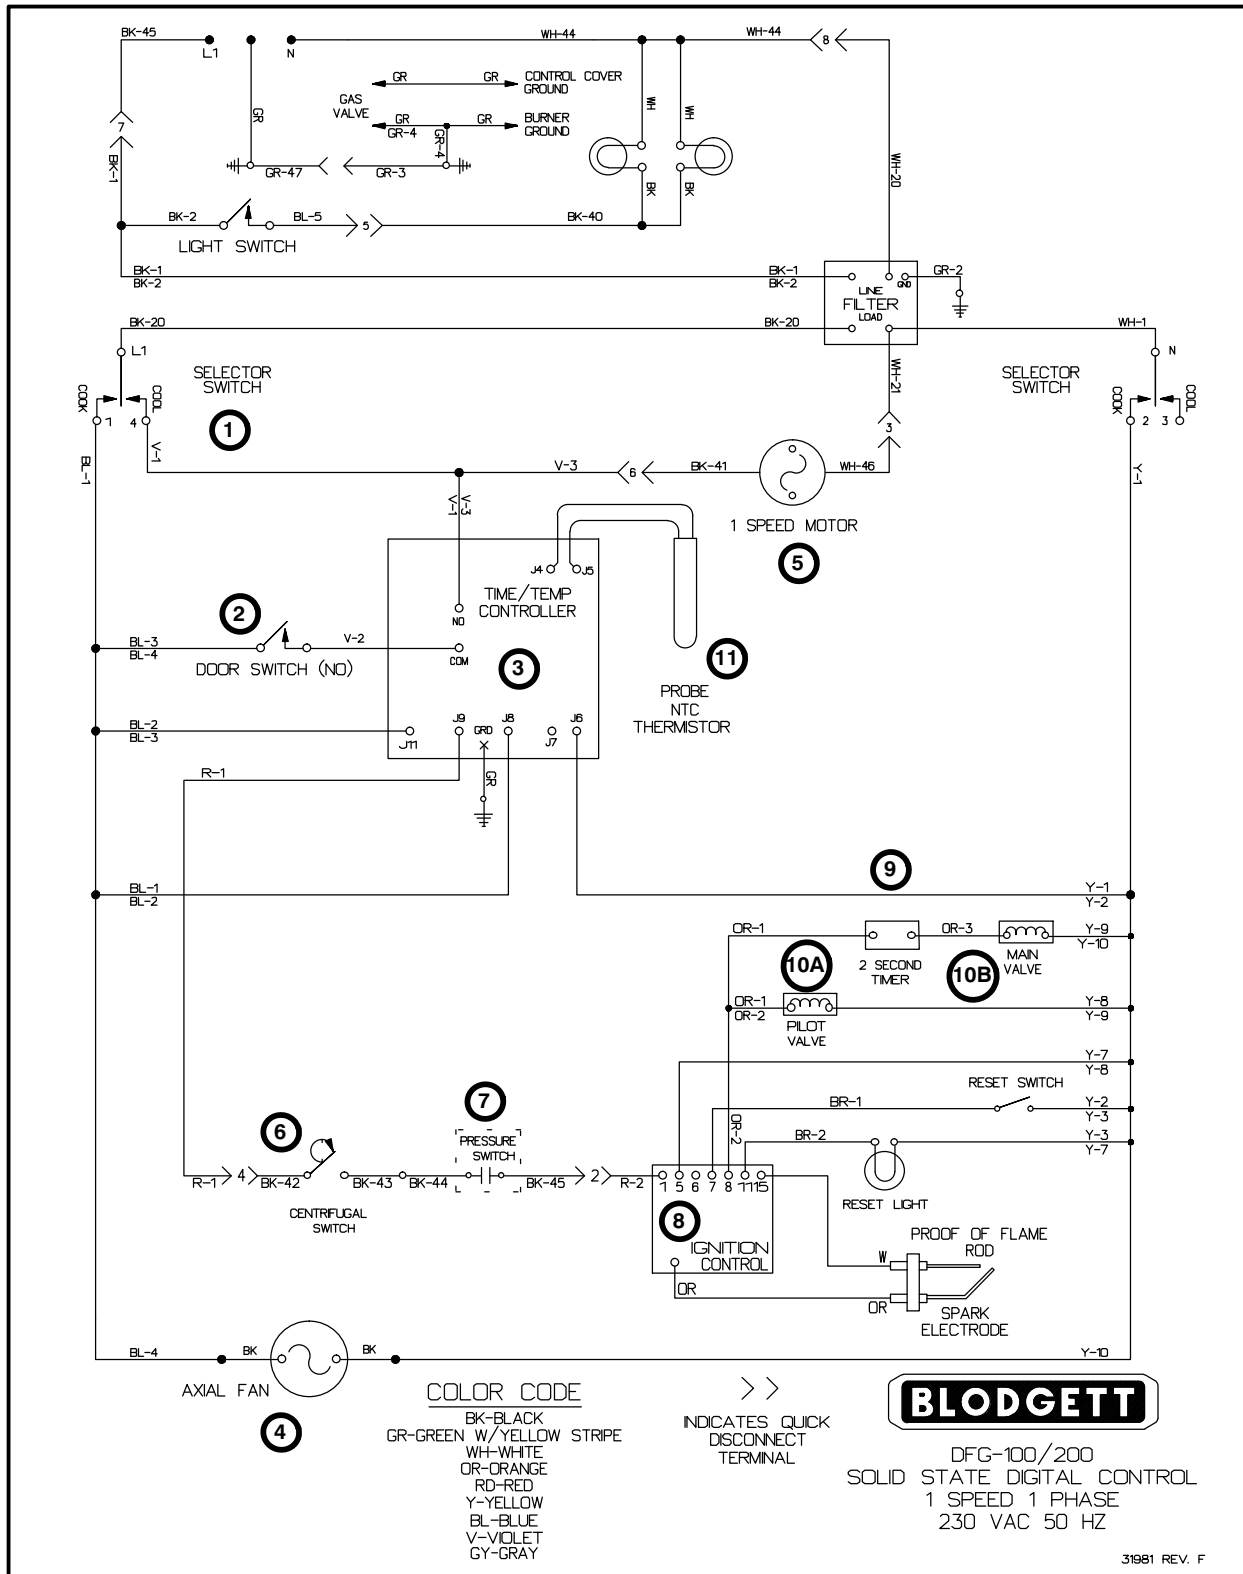 BK-45
L1
N
WH-44
WH-44
8
GR
GR
CONTROL COVER
GROUND
GAS
VALVE
GR
GR
GR-4
BURNER
GROUND
GR
GR-4
WH
WH
7
BK-1
GR-47
GR-3
BK
BK
WH-20
BK-2
BL-5
5
BK-40
LIGHT SWITCH
BK-1
BK-2
BK-1
BK-2
GR-2
LINE
GND
FILTER
LOAD
BK-20
BK-20
WH-1
L1
N
SELECTOR
SWITCH
SELECTOR
SWITCH
WH-21
COOK
COOL
COOK
COOL
1
4
1
3
2
3
BL-1
V-1
V-3
6
BK-41
WH-46
Y-1
V-1
V-3
1 SPEED MOTOR
5
J4
J5
TIME/TEMP
CONTROLLER
2
NO
BL-3
BL-4
V-2
COM
DOOR SWITCH (NO)
3
11
PROBE
NTC
THERMISTOR
BL-2
BL-3
J11
J9
GRD
J8
J7
J6
R-1
GR
9
BL-1
BL-2
Y-1
Y-2
OR-1
OR-3
Y-9
Y-10
10A
2 SECOND
TIMER
10B
MAIN
VALVE
OR-1
OR-2
Y-8
Y-9
PILOT
VALVE
Y-7
Y-8
RESET SWITCH
7
BR-1
Y-2
Y-3
6
PRESSURE
SWITCH
OR-2
BR-2
Y-3
Y-7
R-1
4
BK-42
BK-43
BK-44
BK-45
2
R-2
1
5
6
7
8
11
15
RESET LIGHT
CENTRIFUGAL
SWITCH
8
IGNITION
CONTROL
PROOF OF FLAME
ROD
W
OR
OR
SPARK
ELECTRODE
BL-4
BK
BK
Y-10
AXIAL FAN
4
COLOR CODE
BK-BLACK
GR-GREEN W/YELLOW STRIPE
WH-WHITE
OR-ORANGE
RD-RED
Y-YELLOW
BL-BLUE
V-VIOLET
GY-GRAY
INDICATES QUICK
DISCONNECT
TERMINAL
BLODGETT
DFG-100/200
SOLID STATE DIGITAL CONTROL
1 SPEED 1 PHASE
230 VAC 50 HZ
31981 REV. F